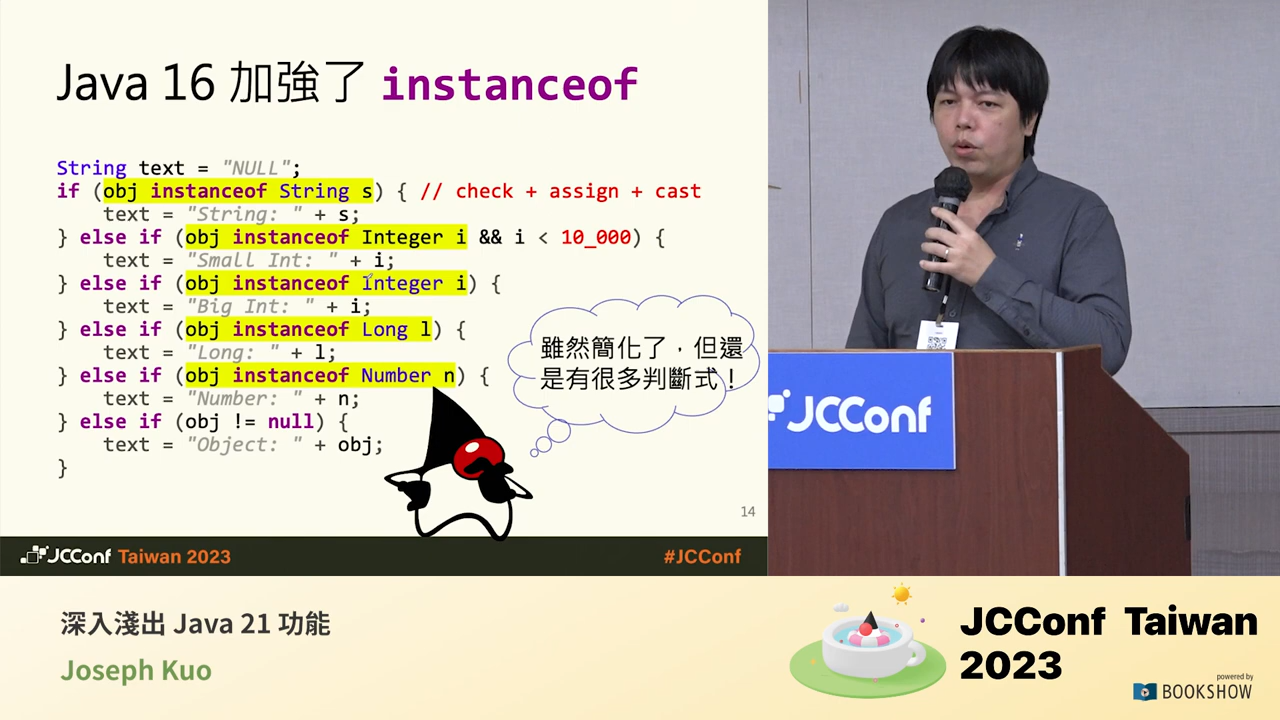 Java 16 加強了 instanceof
String text = "NULL";
if (obj instanceof String s) { // check + assign + cast
text = "String: " + s;
} else if (obj instanceof Integer i && i < 10_000) {
text = "Small Int: " + i;
} else if (obj instanceof Integer i) {
text = "Big Int: " + i;
} else if (obj instanceof Long l) {
text = "Long: " + l;
} else if (obj instanceof Number n) {
text = "Number: " + n;
} else if (obj != null) {
text = "Object: " + obj;
}
雖然簡化了，但還
是有很多判斷式！
14
JCConf Taiwan 2023
#JCConf
JCConf
深入淺出 Java 21 功能
Joseph Kuo
JCConf Taiwan
2023
powered by
BOOKSHOW